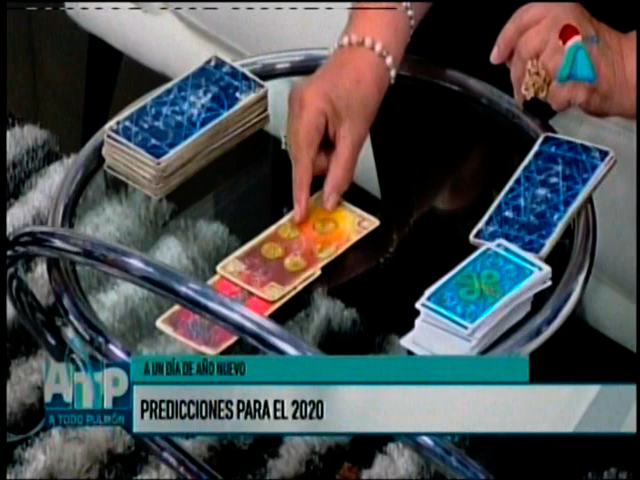 A UN DÍA DE AÑO NUEVO
PREDICCIONES PARA EL 2020
ATP
A TODO PULMÓN